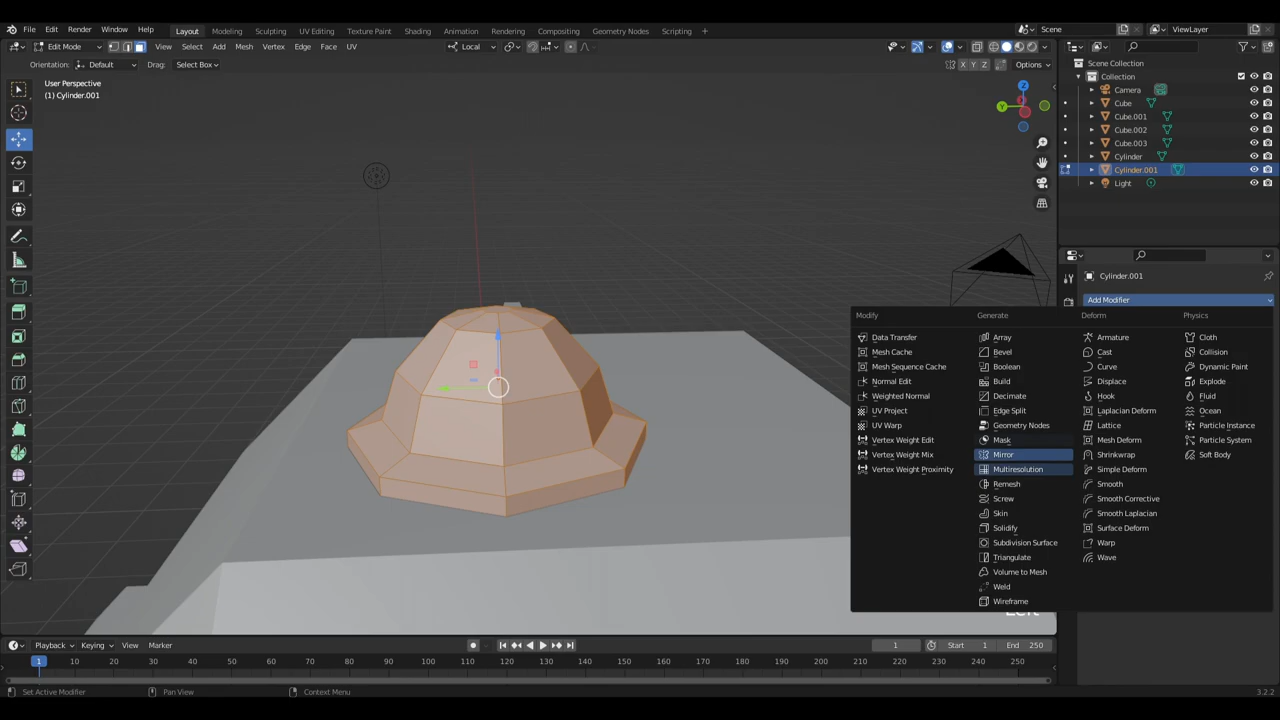 File Edit Render Window Help Layout Modeling Sculpting UV Editing Texture Paint Shading Animation Rendering Compositing Geometry Nodes Scripting Scene ViewLayer
Edit Mode View Select Add Mesh Vertex Edge Face UV Local
Orientation: Default Drag: Select Box X Y Z Options
User Perspective
(1) Cylinder.001
Z
Y
Scene Collection
Collection
Camera
Cube
Cube.001
Cube.002
Cube.003
Cylinder
Cylinder.001
Light
Cylinder.001
Add Modifier
Modify Generate Deform Physics
Data Transfer Array Armature Cloth
Mesh Cache Bevel Cast Collision
Mesh Sequence Cache Boolean Curve Dynamic Paint
Normal Edit Build Displace Explode
Weighted Normal Decimate Hook Fluid
UV Project Edge Split Laplacian Deform Ocean
UV Warp Geometry Nodes Lattice Particle Instance
Vertex Weight Edit Mask Mesh Deform Particle System
Vertex Weight Mix Mirror Shrinkwrap Soft Body
Vertex Weight Proximity Multiresolution Simple Deform
Remesh Smooth
Screw Smooth Corrective
Skin Smooth Laplacian
Solidify Surface Deform
Subdivision Surface Warp
Triangulate Wave
Volume to Mesh
Weld
Wireframe
Playback Keying View Marker 1 Start 1 End 250
1 10 20 30 40 50 60 70 80 90 100 110 120 130 140 150 160 170 180 190 200 210 220 230 240 250
Set Active Modifier Pan View Context Menu 3.2.2